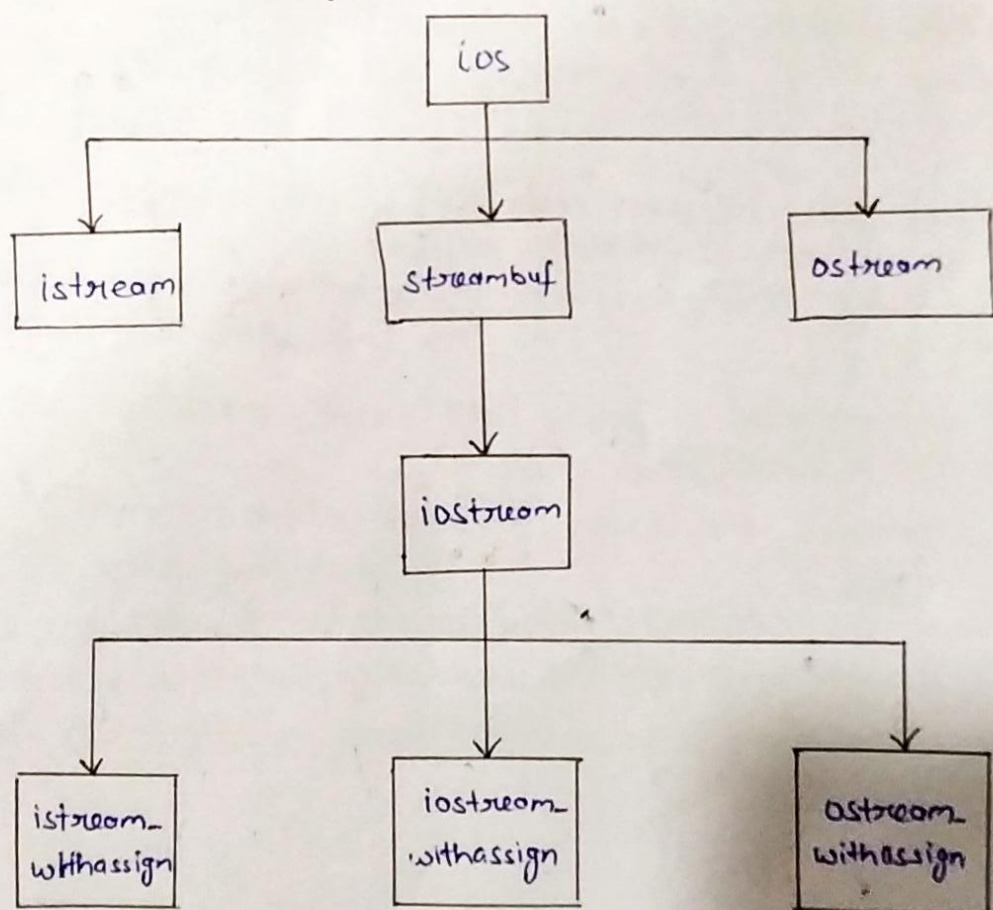 ios
istream
streambuf
ostream
iostream
istream_
withassign
iostream_
withassign
ostream_
withassign